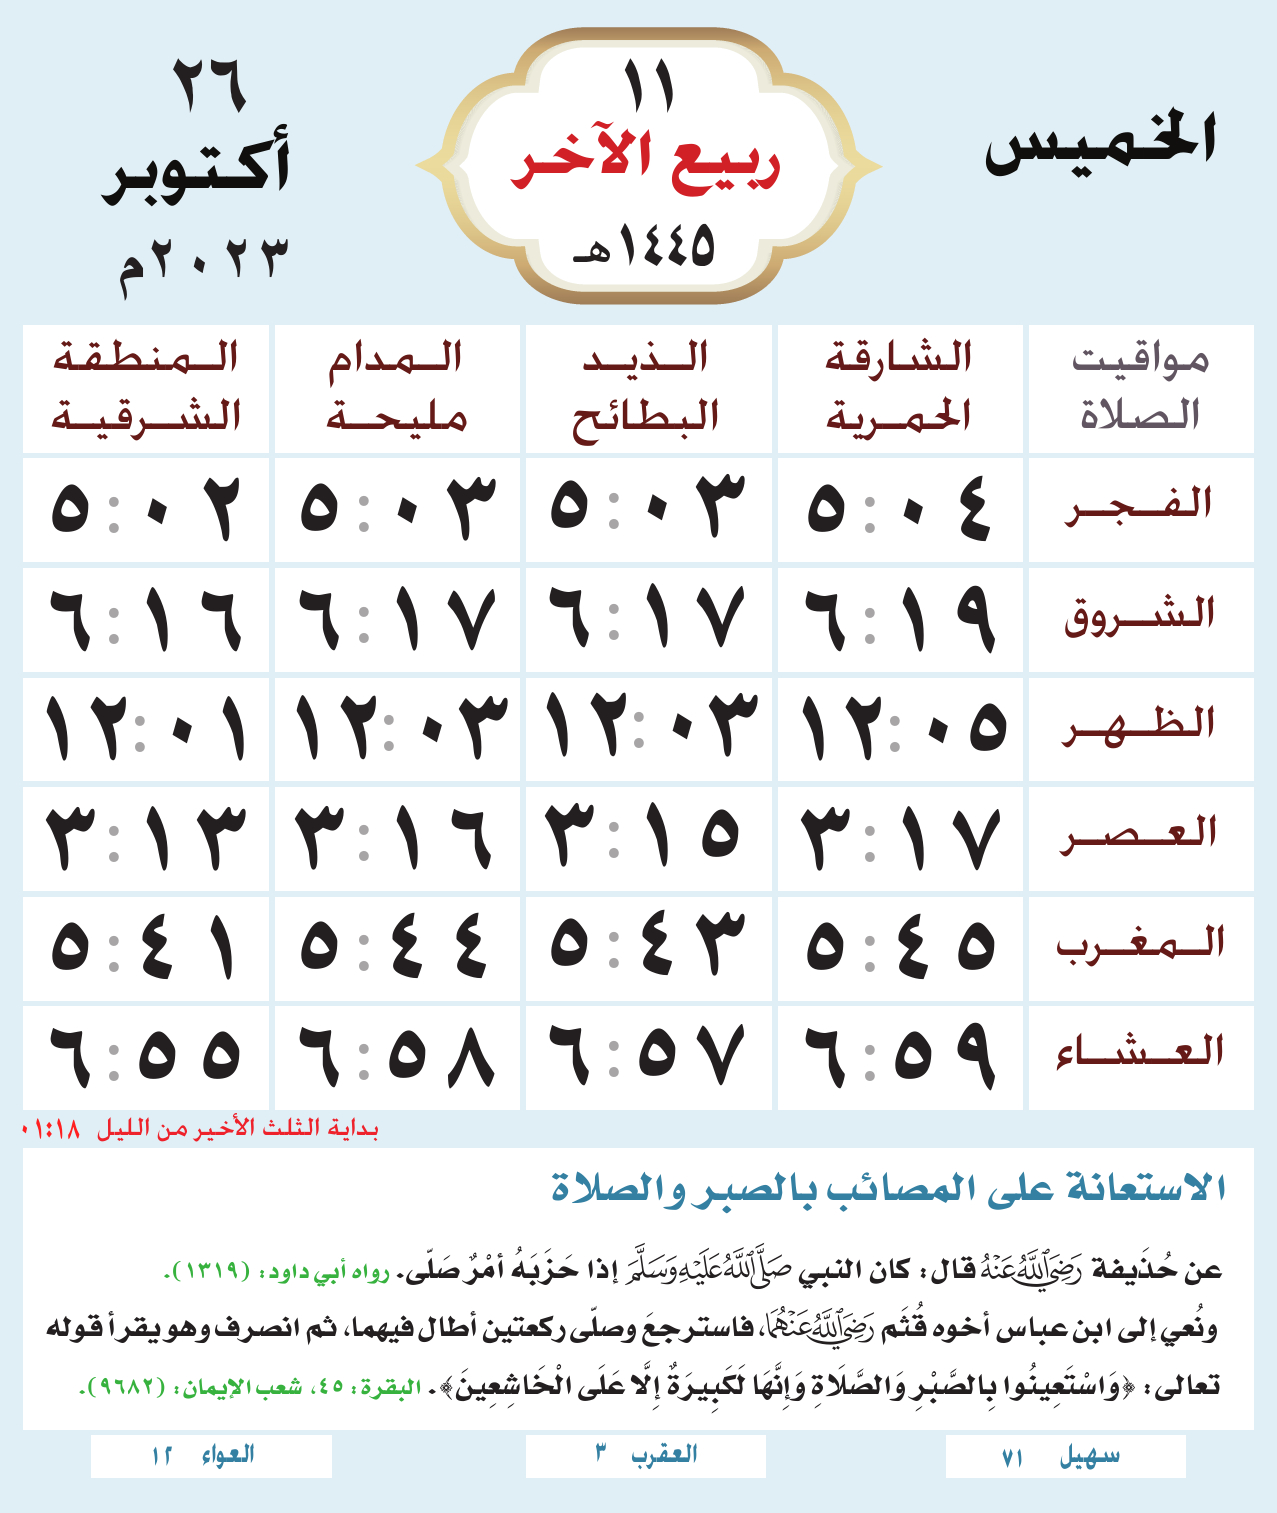 الخميس
١١
ربيع الآخر
١٤٤٥هـ
٢٦
أكتوبر
٢٠٢٣م
مواقيت الصلاة
الشارقة الحمرية
الذيد البطائح
المدام مليحة
المنطقة الشرقية
الفجر ٥:٠٤ ٥:٠٣ ٥:٠٣ ٥:٠٢
الشروق ٦:١٩ ٦:١٧ ٦:١٧ ٦:١٦
الظهر ١٢:٠٥ ١٢:٠٣ ١٢:٠٣ ١٢:٠١
العصر ٣:١٧ ٣:١٥ ٣:١٦ ٣:١٣
المغرب ٥:٤٥ ٥:٤٣ ٥:٤٤ ٥:٤١
العشاء ٦:٥٩ ٦:٥٧ ٦:٥٨ ٦:٥٥
بداية الثلث الأخير من الليل ٠١:١٨
الاستعانة على المصائب بالصبر والصلاة
عن حُذَيفة رَضِيَ اللَّهُ عَنْهُ قال: كان النبي صَلَّى اللَّهُ عَلَيْهِ وَسَلَّمَ إذا حَزَبَهُ أمْرٌ صَلّى. رواه أبي داود: (١٣١٩).
ونُعي إلى ابن عباس أخوه قُثَم رَضِيَ اللَّهُ عَنْهُمَا، فاسترجعَ وصلّى ركعتين أطال فيهما، ثم انصرف وهو يقرأ قوله
تعالى: ﴿وَاسْتَعِينُوا بِالصَّبْرِ وَالصَّلَاةِ وَإِنَّهَا لَكَبِيرَةٌ إِلَّا عَلَى الْخَاشِعِينَ﴾. البقرة: ٤٥، شعب الإيمان: (٩٦٨٢).
سهيل ٧١
العقرب ٣
العواء ١٢